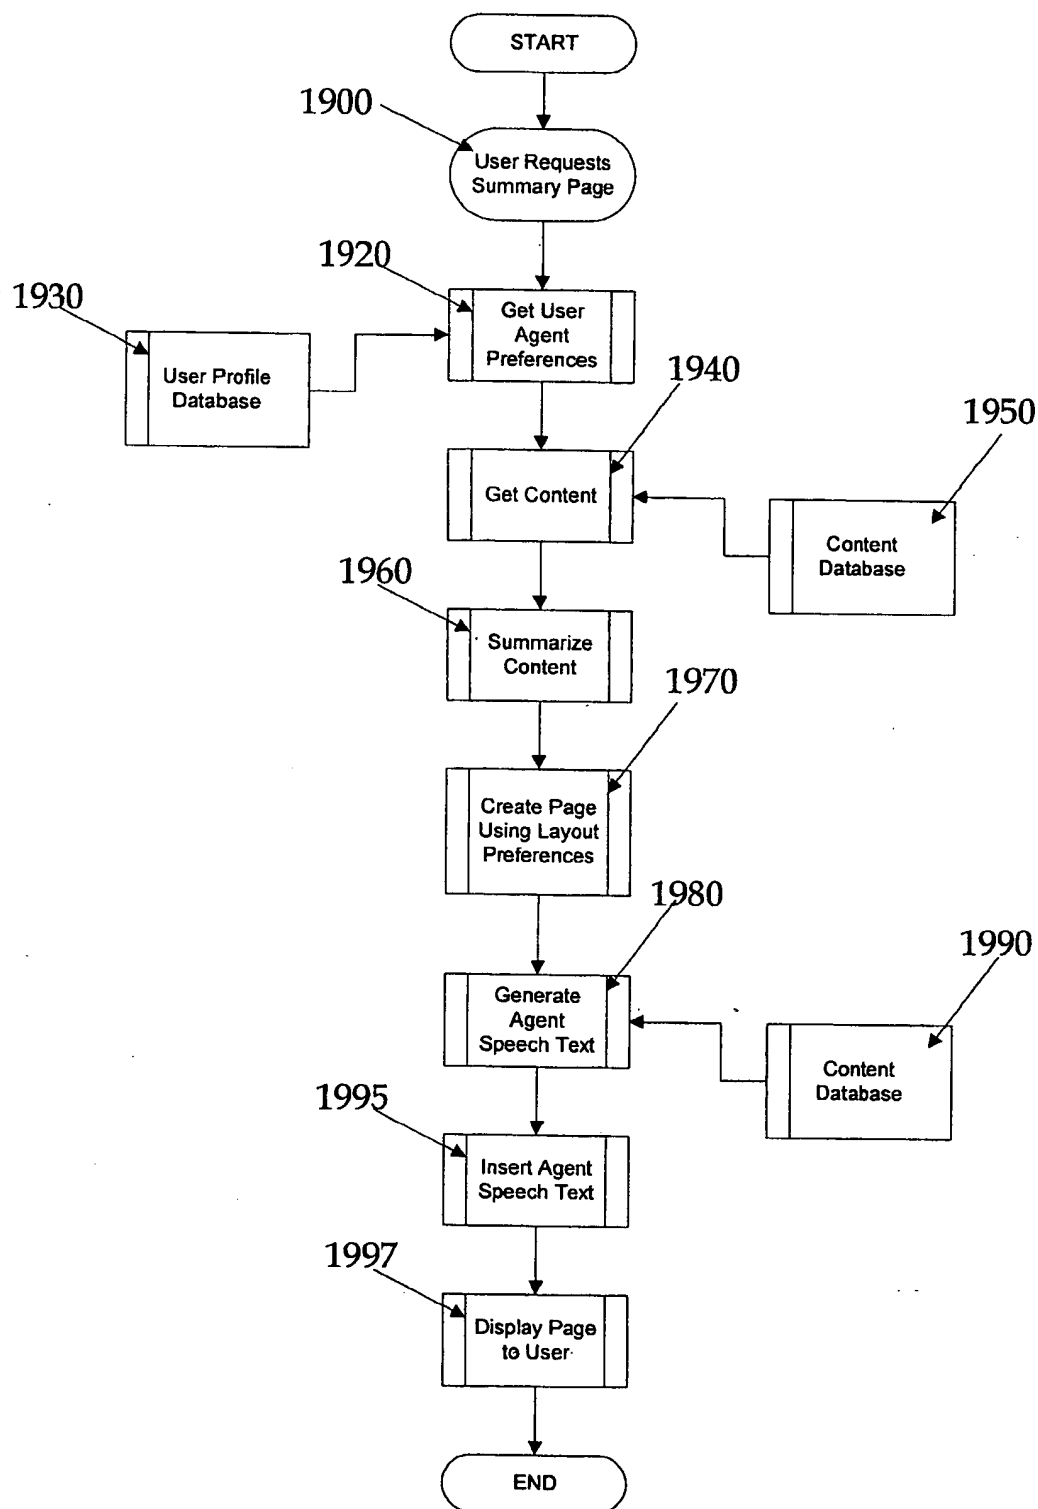 START
1900
User Requests
Summary Page
1920
Get User
Agent
Preferences
1930
User Profile
Database
1940
Get Content
1950
Content
Database
1960
Summarize
Content
1970
Create Page
Using Layout
Preferences
1980
Generate
Agent
Speech Text
1990
Content
Database
1995
Insert Agent
Speech Text
1997
Display Page
to User
END